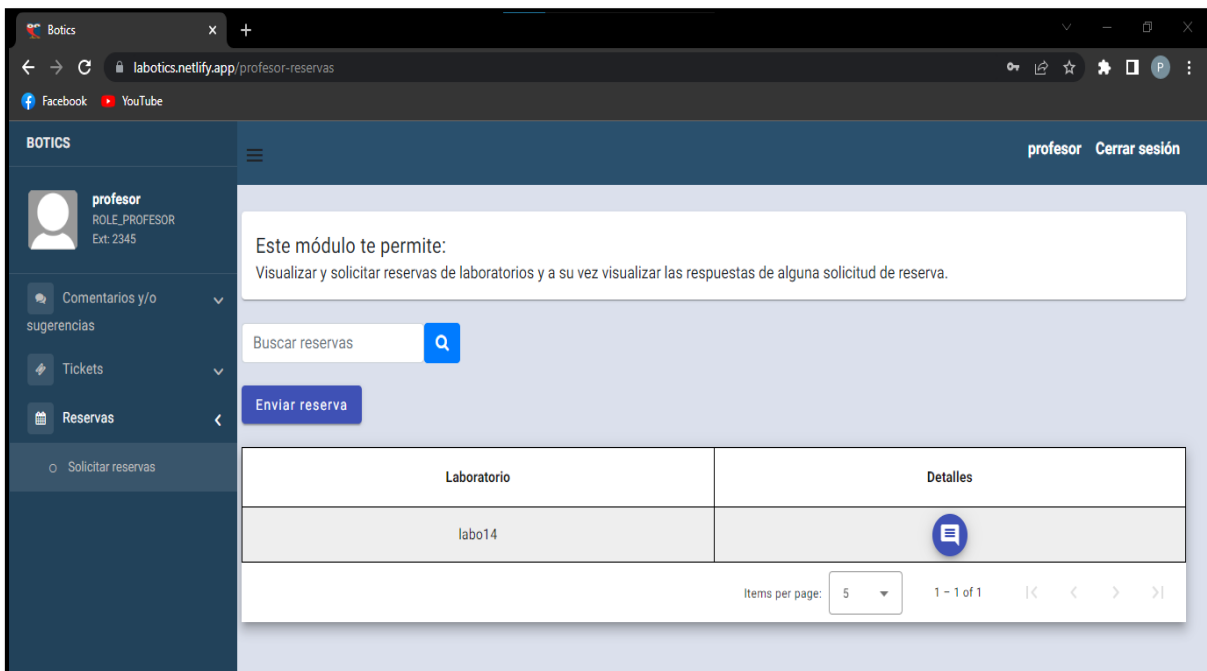 Botics
labotics.netlify.app/profesor-reservas
P
Facebook YouTube
BOTICS
profesor Cerrar sesión
profesor
ROLE_PROFESOR
Ext: 2345
Comentarios y/o
sugerencias
Tickets
Reservas
Solicitar reservas
Este módulo te permite:
Visualizar y solicitar reservas de laboratorios y a su vez visualizar las respuestas de alguna solicitud de reserva.
Buscar reservas
Enviar reserva
Laboratorio Detalles
labo14
Items per page: 5 1 – 1 of 1